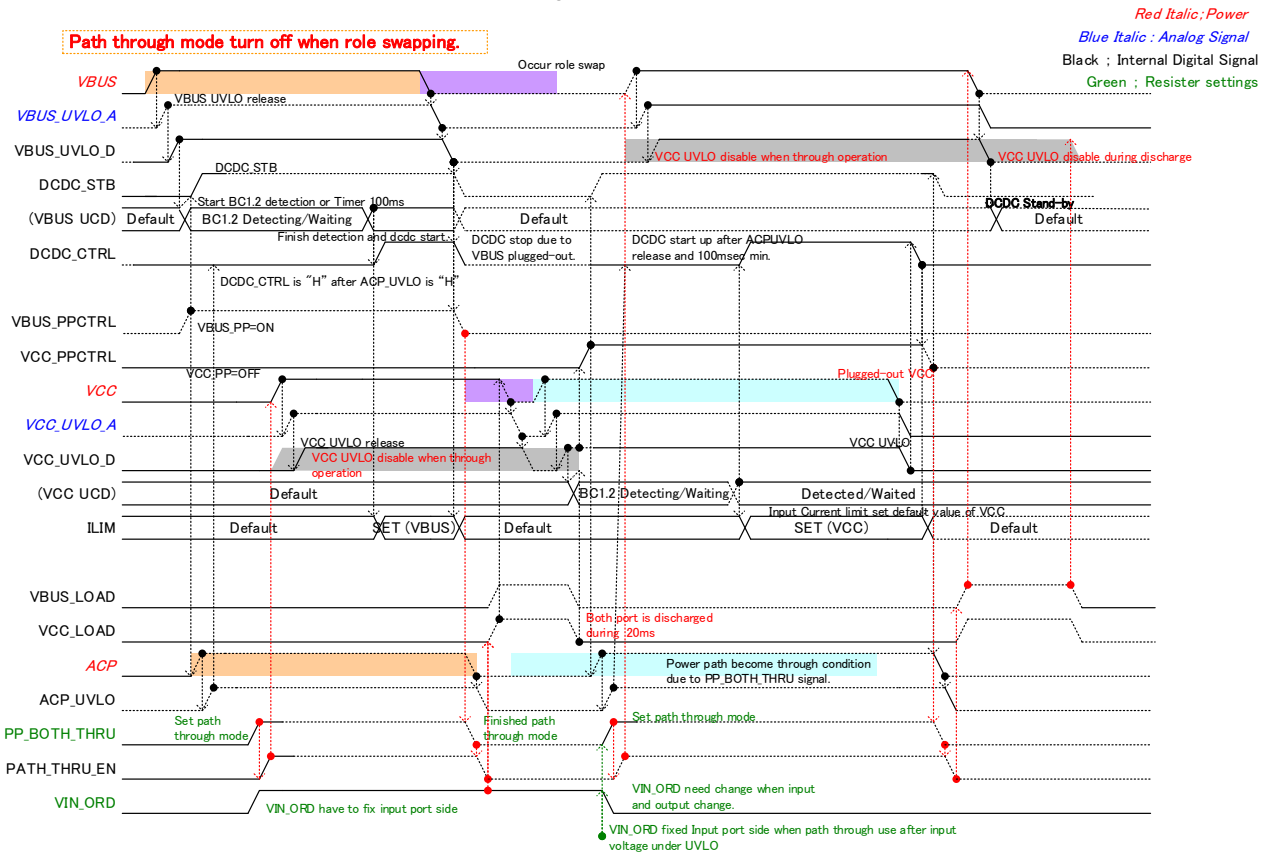 Red Italic;Power
Path through mode turn off when role swapping.
Blue Italic : Analog Signal
Black ; Internal Digital Signal
Green ; Resister settings
Occur role swap
VBUS
VBUS UVLO release
VBUS_UVLO_A
VBUS_UVLO_D
VCC UVLO disable when through operation
VCC UVLO disable during discharge
DCDC_STB
DCDC_STB
Start BC1.2 detection or Timer 100ms
DCDC Stand-by
(VBUS UCD)
Default
BC1.2 Detecting/Waiting
Default
Default
Finish detection and dcdc start.
DCDC_CTRL
DCDC stop due to
VBUS plugged-out.
DCDC start up after ACPUVLO
release and 100msec min.
DCDC_CTRL is "H" after ACP_UVLO is "H"
VBUS_PPCTRL
VBUS_PP=ON
VCC_PPCTRL
VCC_PP=OFF
Plugged-out VCC
VCC
VCC_UVLO_A
VCC UVLO release
VCC UVLO
VCC_UVLO_D
VCC UVLO disable when through
operation
(VCC UCD)
Default
BC1.2 Detecting/Waiting
Detected/Waited
Input Current limit set default value of VCC
ILIM
Default
SET (VBUS)
Default
SET (VCC)
Default
VBUS_LOAD
Both port is discharged
during 20ms
VCC_LOAD
ACP
Power path become through condition
due to PP_BOTH_THRU signal.
ACP_UVLO
PP_BOTH_THRU
Set path
through mode
Finished path
through mode
Set path through mode
PATH_THRU_EN
VIN_ORD
VIN_ORD have to fix input port side
VIN_ORD need change when input
and output change.
VIN_ORD fixed Input port side when path through use after input
voltage under UVLO